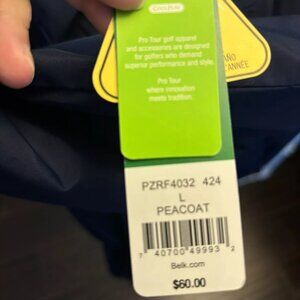 Pro Tour golf apparel
and accessories are designed
for golfers who demand
superior performance and style.
Pro Tour
where innovation
meets tradition.
PZRF4032 424
L
PEACOAT
7 40700 49993 2
Belk.com
$60.00